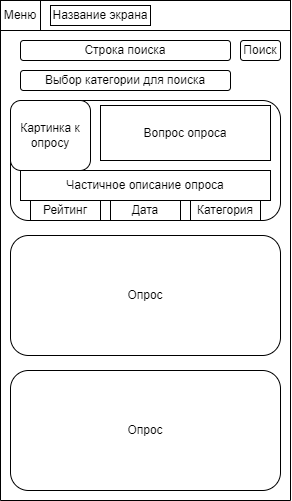 Меню
Название экрана
Строка поиска
Поиск
Выбор категории для поиска
Картинка к
опросу
Вопрос опроса
Частичное описание опроса
Рейтинг
Дата
Категория
Опрос
Опрос